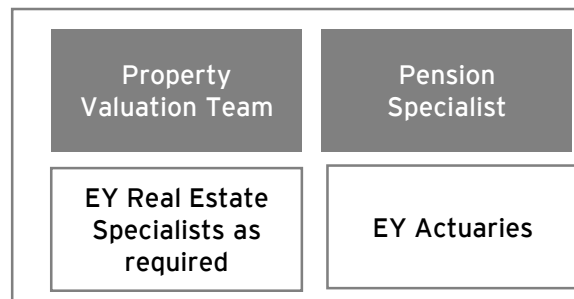 Property
Valuation Team
Pension
Specialist
EY Real Estate
Specialists as
required
EY Actuaries